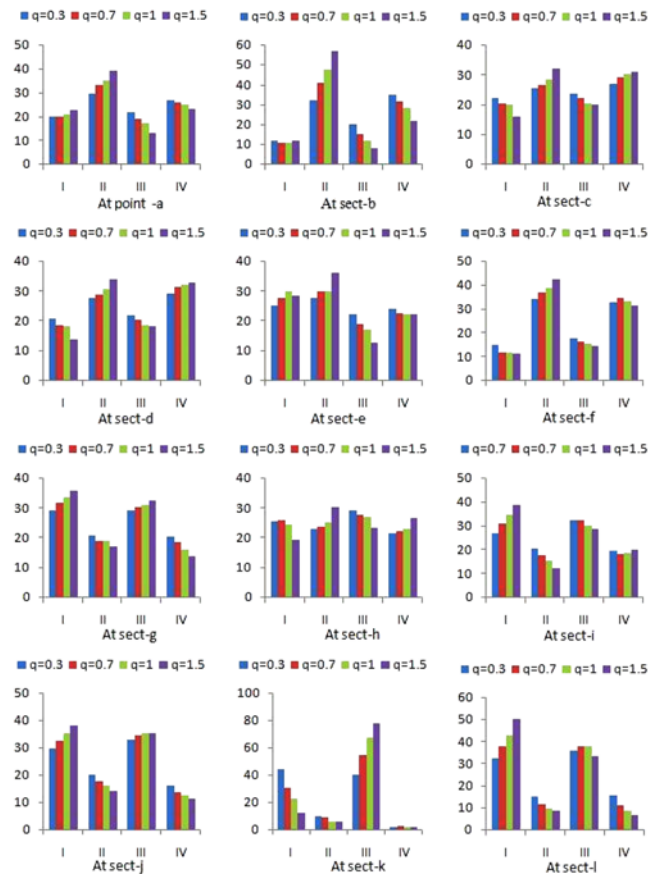 q=0.3 q=0.7 q=1 q=1.5
50
40
30
20
10
0
I II III IV
At point -a
q=0.3 q=0.7 q=1 q=1.5
60
50
40
30
20
10
0
I II III IV
At sect-b
q=0.3 q=0.7 q=1 q=1.5
40
30
20
10
0
I II III IV
At sect-c
q=0.3 q=0.7 q=1 q=1.5
40
30
20
10
0
I II III IV
At sect-d
q=0.3 q=0.7 q=1 q=1.5
40
30
20
10
0
I II III IV
At sect-e
q=0.3 q=0.7 q=1 q=1.5
50
40
30
20
10
0
I II III IV
At sect-f
q=0.3 q=0.7 q=1 q=1.5
40
30
20
10
0
I II III IV
At sect-g
q=0.3 q=0.7 q=1 q=1.5
40
30
20
10
0
I II III IV
At sect-h
q=0.7 q=0.7 q=1 q=1.5
50
40
30
20
10
0
I II III IV
At sect-i
q=0.3 q=0.7 q=1 q=1.5
50
40
30
20
10
0
I II III IV
At sect-j
q=0.3 q=0.7 q=1 q=1.5
100
80
60
40
20
0
I II III IV
At sect-k
q=0.3 q=0.7 q=1 q=1.5
60
50
40
30
20
10
0
I II III IV
At sect-l